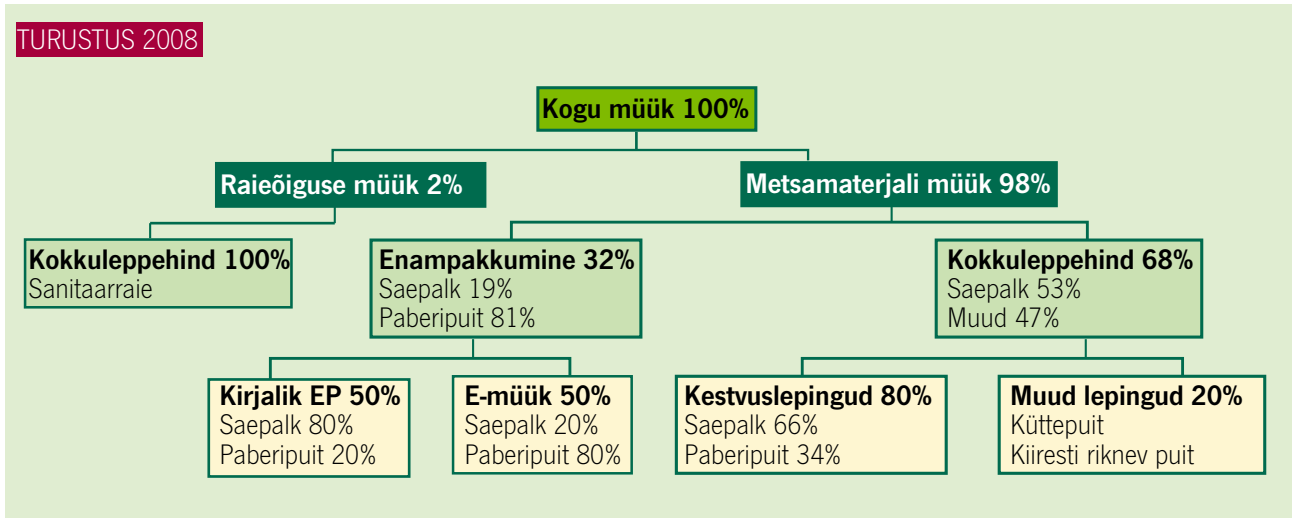 TURUSTUS 2008
Kogu müük 100%
Raieõiguse müük 2%
Metsamaterjali müük 98%
Kokkuleppehind 100%
Sanitaarraie
Enampakkumine 32%
Saepalk 19%
Paberipuit 81%
Kokkuleppehind 68%
Saepalk 53%
Muud 47%
Kirjalik EP 50%
Saepalk 80%
Paberipuit 20%
E-müük 50%
Saepalk 20%
Paberipuit 80%
Kestvuslepingud 80%
Saepalk 66%
Paberipuit 34%
Muud lepingud 20%
Küttepuit
Kiiresti riknev puit